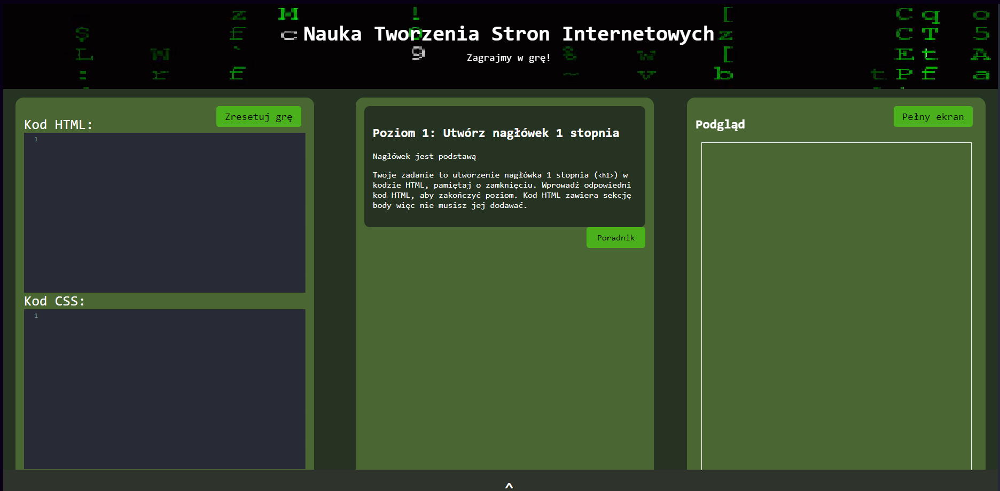 Nauka Tworzenia Stron Internetowych
Zagrajmy w grę!
Kod HTML:
Zresetuj grę
1
Kod CSS:
1
Poziom 1: Utwórz nagłówek 1 stopnia
Nagłówek jest podstawą
Twoje zadanie to utworzenie nagłówka 1 stopnia (<h1>) w
kodzie HTML, pamiętaj o zamknięciu. Wprowadź odpowiedni
kod HTML, aby zakończyć poziom. Kod HTML zawiera sekcję
body więc nie musisz jej dodawać.
Poradnik
Podgląd
Pełny ekran
^